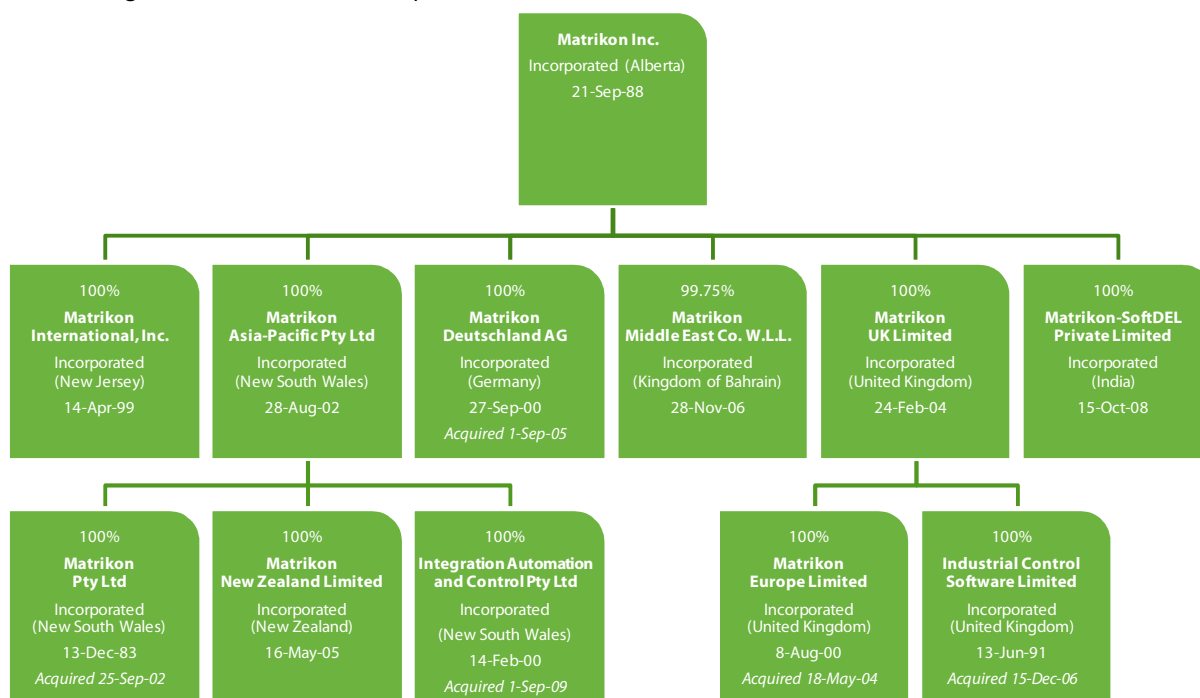 Matrikon Inc.
Incorporated (Alberta)
21-Sep-88
100%
Matrikon
International, Inc.
Incorporated
(New Jersey)
14-Apr-99
100%
Matrikon
Asia-Pacific Pty Ltd
Incorporated
(New South Wales)
28-Aug-02
100%
Matrikon
Deutschland AG
Incorporated
(Germany)
27-Sep-00
Acquired 1-Sep-05
99.75%
Matrikon
Middle East Co. W.L.L.
Incorporated
(Kingdom of Bahrain)
28-Nov-06
100%
Matrikon
UK Limited
Incorporated
(United Kingdom)
24-Feb-04
100%
Matrikon-SoftDEL
Private Limited
Incorporated
(India)
15-Oct-08
100%
Matrikon
Pty Ltd
Incorporated
(New South Wales)
13-Dec-83
Acquired 25-Sep-02
100%
Matrikon
New Zealand Limited
Incorporated
(New Zealand)
16-May-05
100%
Integration Automation
and Control Pty Ltd
Incorporated
(New South Wales)
14-Feb-00
Acquired 1-Sep-09
100%
Matrikon
Europe Limited
Incorporated
(United Kingdom)
8-Aug-00
Acquired 18-May-04
100%
Industrial Control
Software Limited
Incorporated
(United Kingdom)
13-Jun-91
Acquired 15-Dec-06